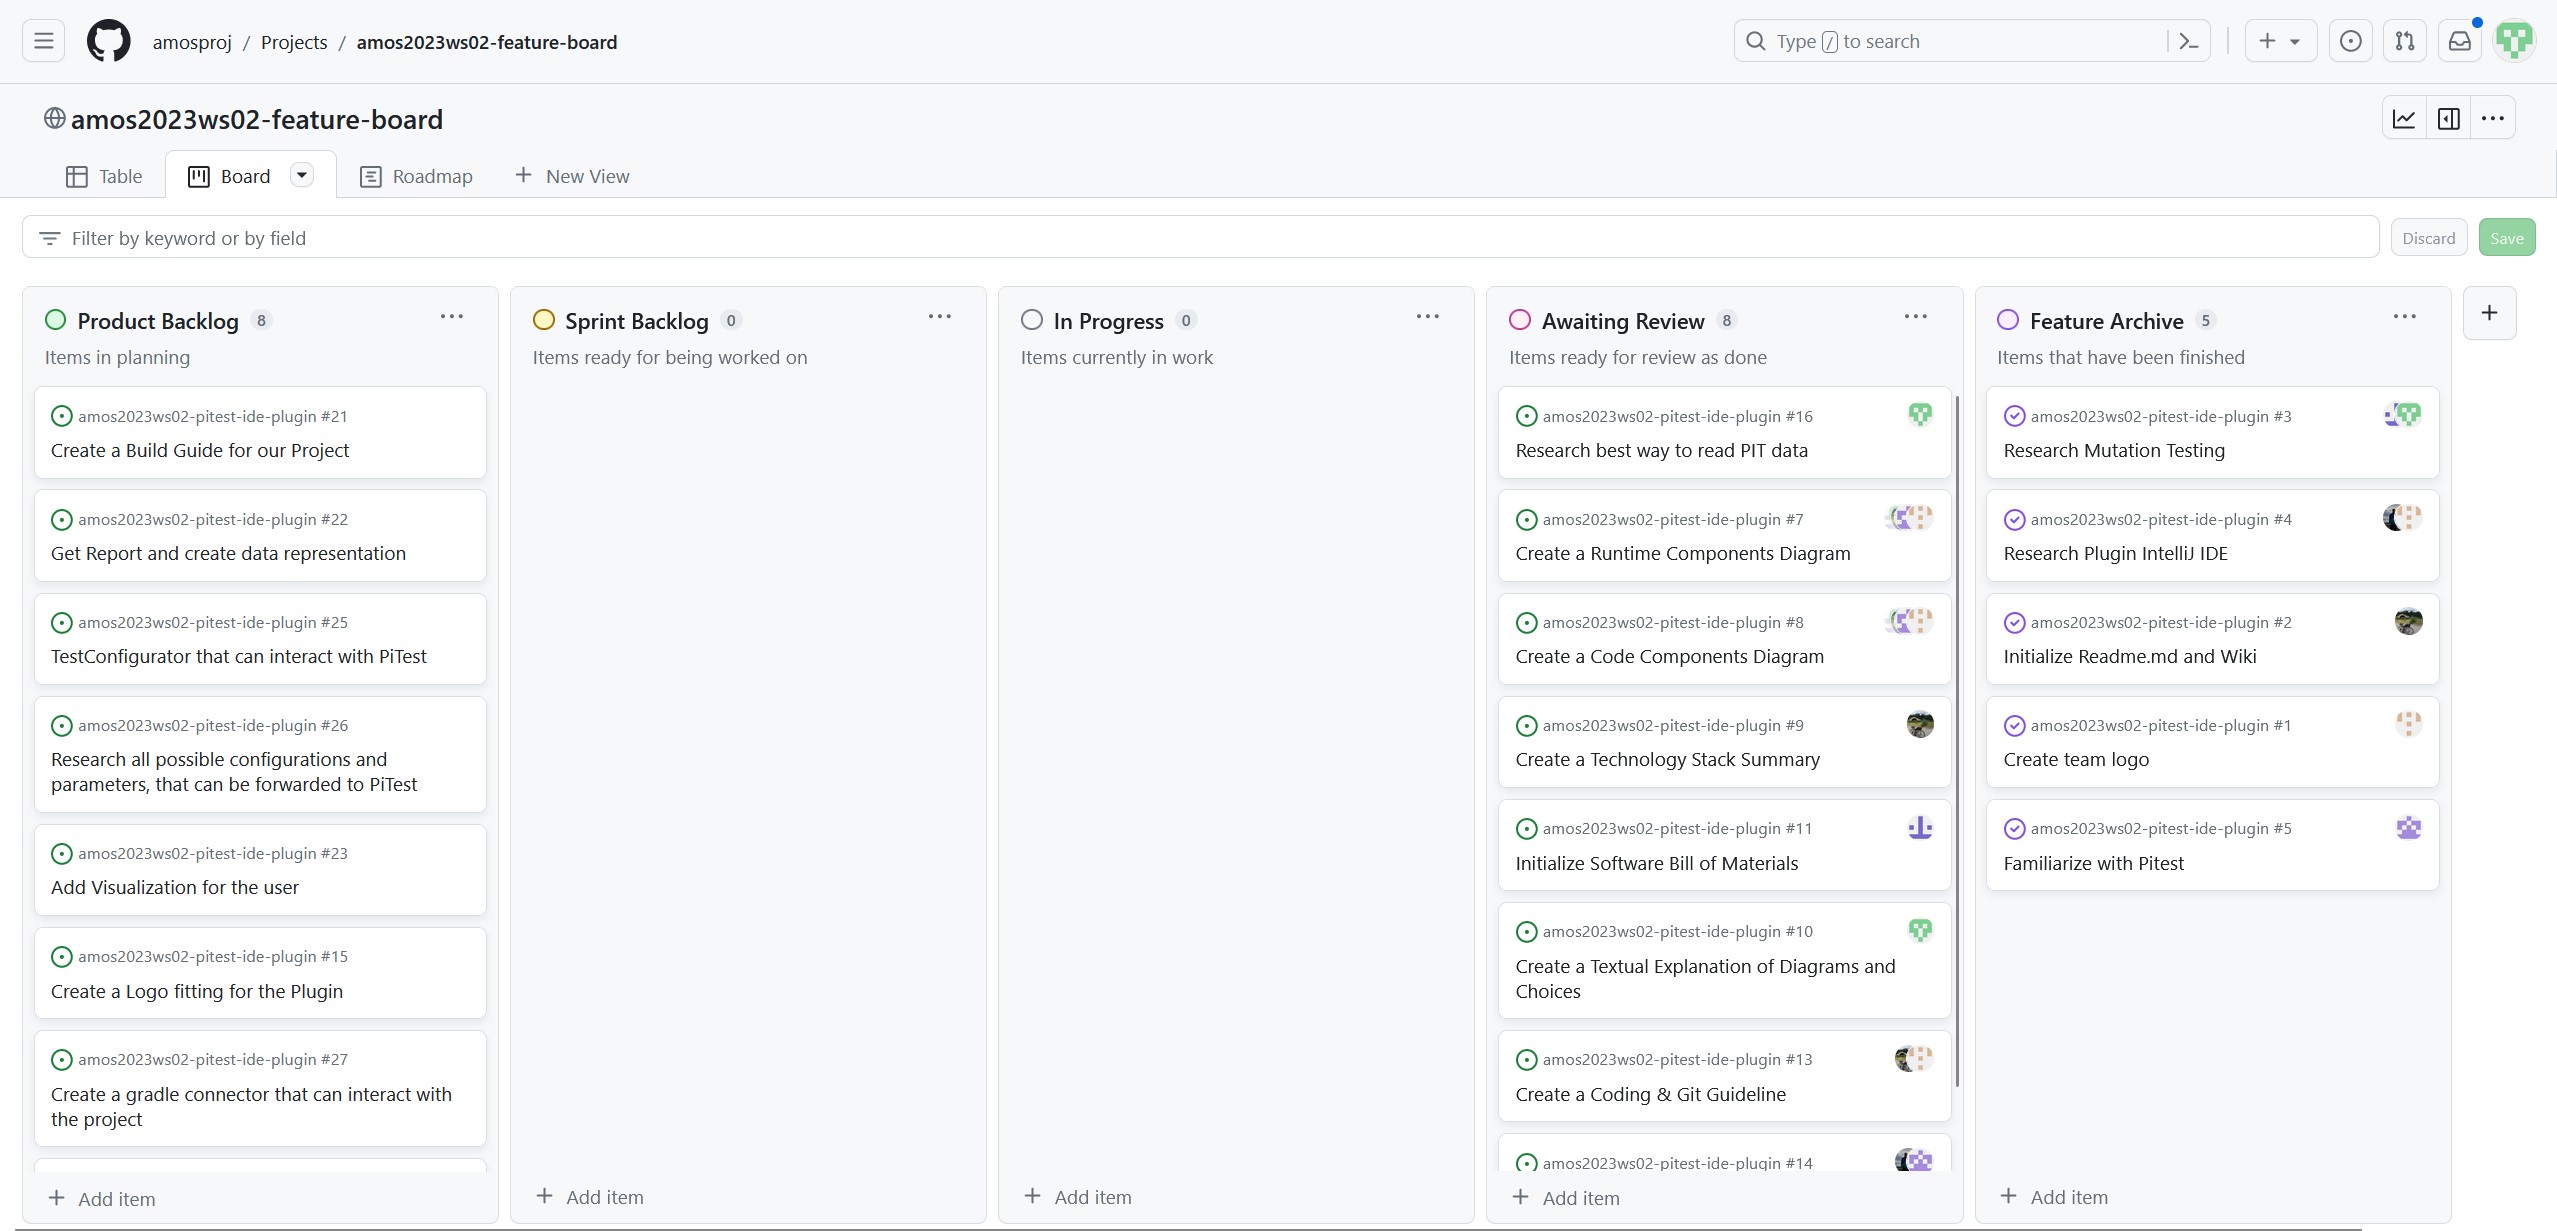 amosproj / Projects / amos2023ws02-feature-board
Type / to search
amos2023ws02-feature-board
Table
Board
Roadmap
New View
Filter by keyword or by field
Discard
Save
Product Backlog 8
Items in planning
amos2023ws02-pitest-ide-plugin #21
Create a Build Guide for our Project
amos2023ws02-pitest-ide-plugin #22
Get Report and create data representation
amos2023ws02-pitest-ide-plugin #25
TestConfigurator that can interact with PiTest
amos2023ws02-pitest-ide-plugin #26
Research all possible configurations and
parameters, that can be forwarded to PiTest
amos2023ws02-pitest-ide-plugin #23
Add Visualization for the user
amos2023ws02-pitest-ide-plugin #15
Create a Logo fitting for the Plugin
amos2023ws02-pitest-ide-plugin #27
Create a gradle connector that can interact with
the project
Add item
Sprint Backlog 0
Items ready for being worked on
Add item
In Progress 0
Items currently in work
Add item
Awaiting Review 8
Items ready for review as done
amos2023ws02-pitest-ide-plugin #16
Research best way to read PIT data
amos2023ws02-pitest-ide-plugin #7
Create a Runtime Components Diagram
amos2023ws02-pitest-ide-plugin #8
Create a Code Components Diagram
amos2023ws02-pitest-ide-plugin #9
Create a Technology Stack Summary
amos2023ws02-pitest-ide-plugin #11
Initialize Software Bill of Materials
amos2023ws02-pitest-ide-plugin #10
Create a Textual Explanation of Diagrams and
Choices
amos2023ws02-pitest-ide-plugin #13
Create a Coding & Git Guideline
amos2023ws02-pitest-ide-plugin #14
Add item
Feature Archive 5
Items that have been finished
amos2023ws02-pitest-ide-plugin #3
Research Mutation Testing
amos2023ws02-pitest-ide-plugin #4
Research Plugin IntelliJ IDE
amos2023ws02-pitest-ide-plugin #2
Initialize Readme.md and Wiki
amos2023ws02-pitest-ide-plugin #1
Create team logo
amos2023ws02-pitest-ide-plugin #5
Familiarize with Pitest
Add item